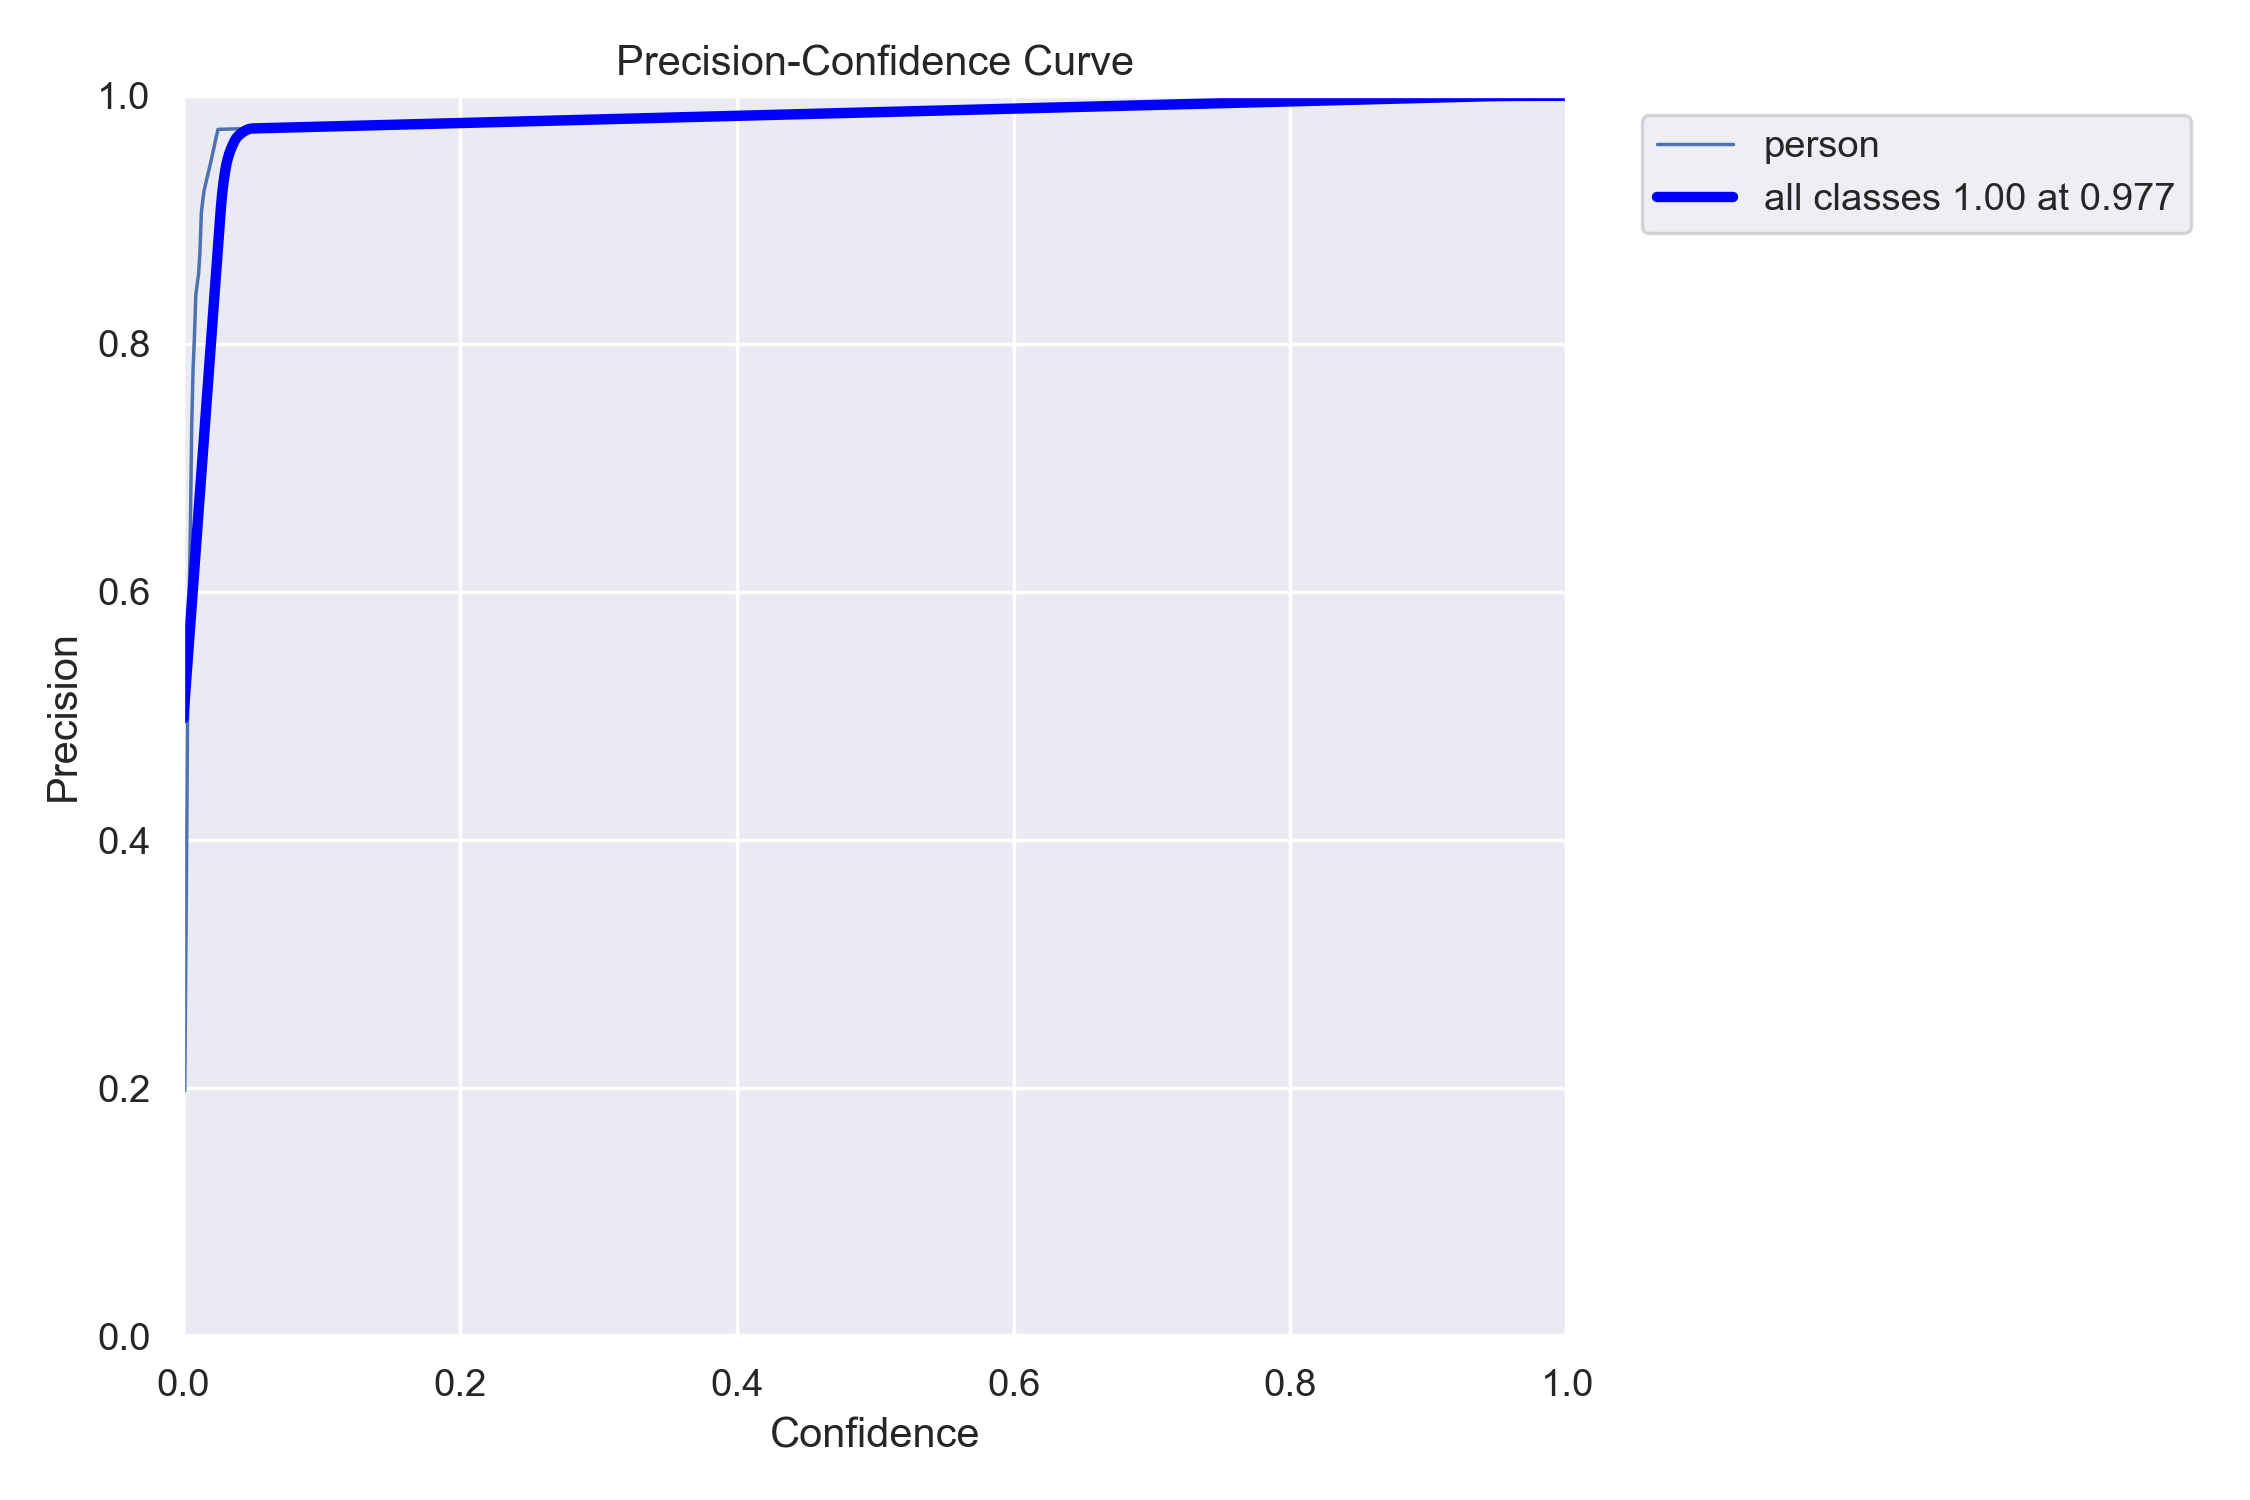 Precision-Confidence Curve
1.0
0.8
0.6
0.4
0.2
0.0
Precision
0.0 0.2 0.4 0.6 0.8 1.0
Confidence
person
all classes 1.00 at 0.977